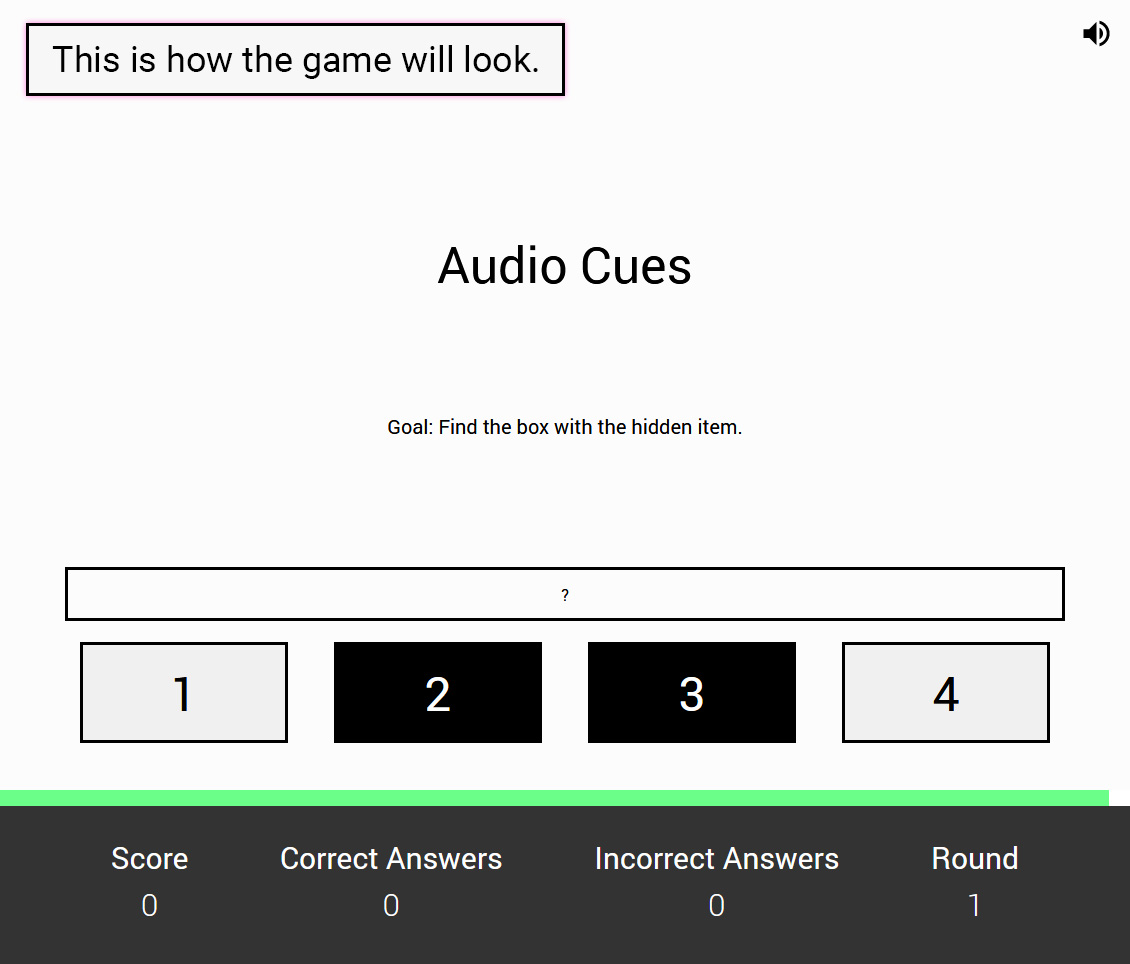 This is how the game will look.
Audio Cues
Goal: Find the box with the hidden item.
?
1 2 3 4
Score Correct Answers Incorrect Answers Round
0 0 0 1